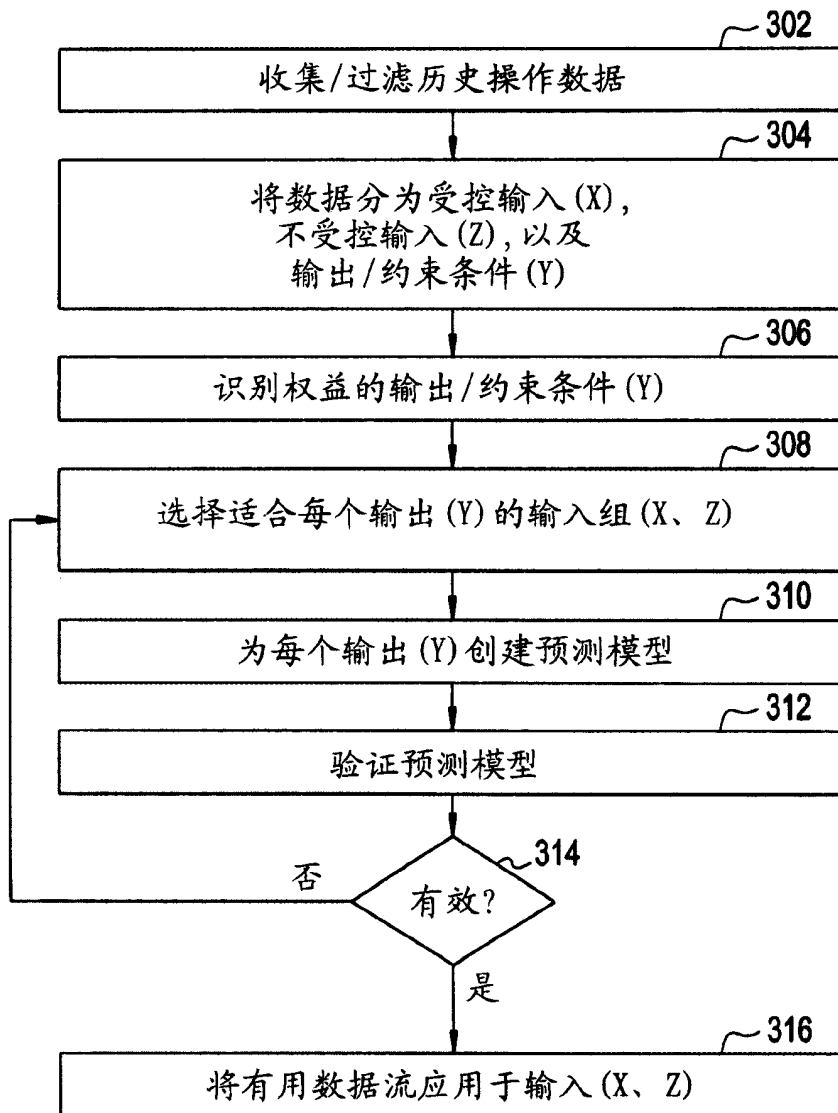 302
收集/过滤历史操作数据
304
将数据分为受控输入(X),
不受控输入(Z),以及
输出/约束条件(Y)
306
识别权益的输出/约束条件(Y)
308
选择适合每个输出(Y)的输入组(X、Z)
310
为每个输出(Y)创建预测模型
312
验证预测模型
314
有效?
否
是
316
将有用数据流应用于输入(X、Z)